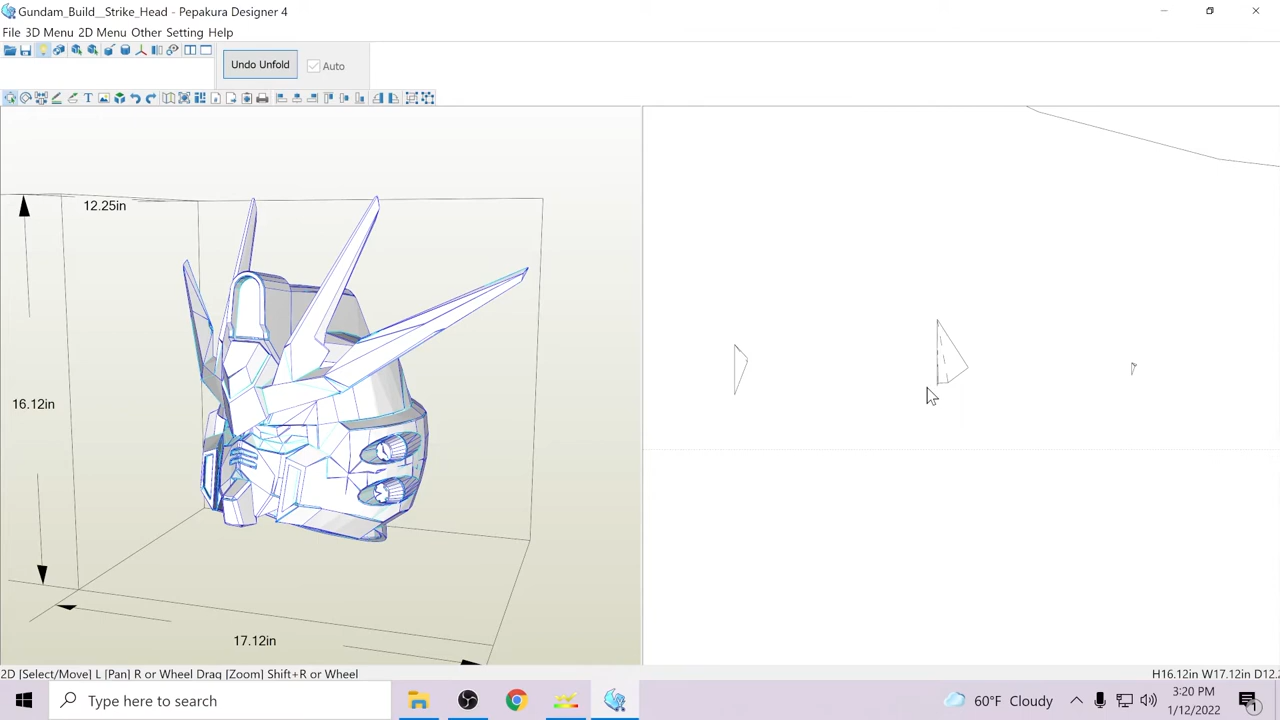 Gundam_Build__Strike_Head - Pepakura Designer 4
File 3D Menu 2D Menu Other Setting Help
Undo Unfold
Auto
T
12.25in
16.12in
17.12in
2D [Select/Move] L [Pan] R or Wheel Drag [Zoom] Shift+R or Wheel
H16.12in W17.12in D12.
Type here to search
60°F Cloudy
3:20 PM
1/12/2022
1